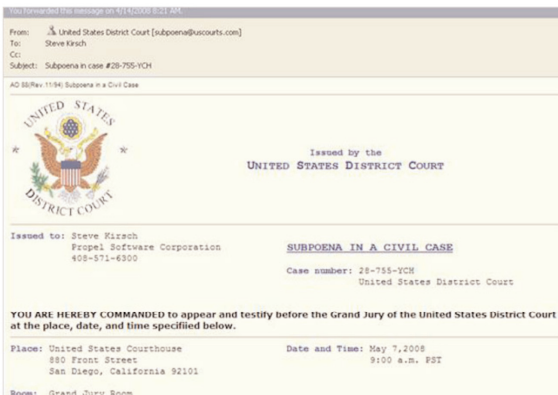 You forwarded this message on 4/14/2008 8:21 AM.
From: United States District Court [subpoena@uscourts.com]
To: Steve Kirsch
Cc:
Subject: Subpoena in case #28-755-YCH
AO 88(Rev. 11/94) Subpoena in a Civil Case
UNITED STATES
DISTRICT COURT
Issued by the
UNITED STATES DISTRICT COURT
Issued to: Steve Kirsch
Propel Software Corporation
408-571-6300
SUBPOENA IN A CIVIL CASE
Case number: 28-755-YCH
United States District Court
YOU ARE HEREBY COMMANDED to appear and testify before the Grand Jury of the United States District Court
at the place, date, and time specifiied below.
Place: United States Courthouse
880 Front Street
San Diego, California 92101
Date and Time: May 7,2008
9:00 a.m. PST
Room: Grand Jury Room